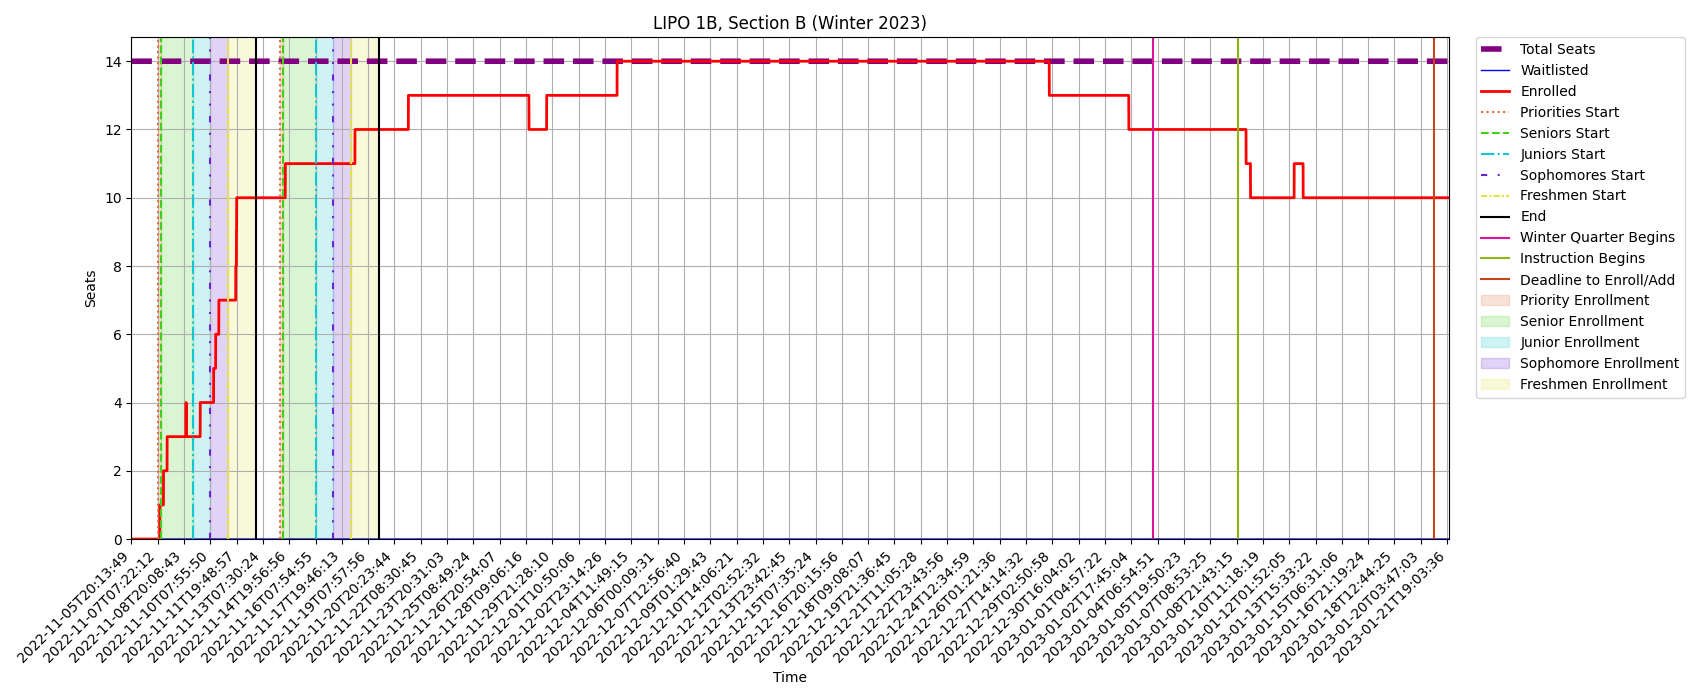 LIPO 1B, Section B (Winter 2023)
Seats
14
12
10
8
6
4
2
0
2022-11-05T20:13:49
2022-11-07T07:22:12
2022-11-08T20:08:43
2022-11-10T07:55:50
2022-11-11T19:48:57
2022-11-13T07:30:24
2022-11-14T19:56:56
2022-11-16T07:54:55
2022-11-17T19:46:13
2022-11-19T07:57:56
2022-11-20T20:23:44
2022-11-22T08:30:45
2022-11-23T20:31:03
2022-11-25T08:49:24
2022-11-26T20:54:07
2022-11-28T09:06:16
2022-11-29T21:28:10
2022-12-01T10:50:06
2022-12-02T23:14:26
2022-12-04T11:49:15
2022-12-06T00:09:31
2022-12-07T12:56:40
2022-12-09T01:29:43
2022-12-10T14:06:21
2022-12-12T02:52:32
2022-12-13T23:42:45
2022-12-15T07:35:24
2022-12-16T20:15:56
2022-12-18T09:08:07
2022-12-19T21:36:45
2022-12-21T11:05:28
2022-12-22T23:43:56
2022-12-24T12:34:59
2022-12-26T01:21:36
2022-12-27T14:14:32
2022-12-29T02:50:58
2022-12-30T16:04:02
2023-01-01T04:57:22
2023-01-02T17:45:04
2023-01-04T06:54:51
2023-01-05T19:50:23
2023-01-07T08:53:25
2023-01-08T21:43:15
2023-01-10T11:18:19
2023-01-12T01:52:05
2023-01-13T15:33:22
2023-01-15T06:31:06
2023-01-16T21:19:24
2023-01-18T12:44:25
2023-01-20T03:47:03
2023-01-21T19:03:36
Time
Total Seats
Waitlisted
Enrolled
Priorities Start
Seniors Start
Juniors Start
Sophomores Start
Freshmen Start
End
Winter Quarter Begins
Instruction Begins
Deadline to Enroll/Add
Priority Enrollment
Senior Enrollment
Junior Enrollment
Sophomore Enrollment
Freshmen Enrollment